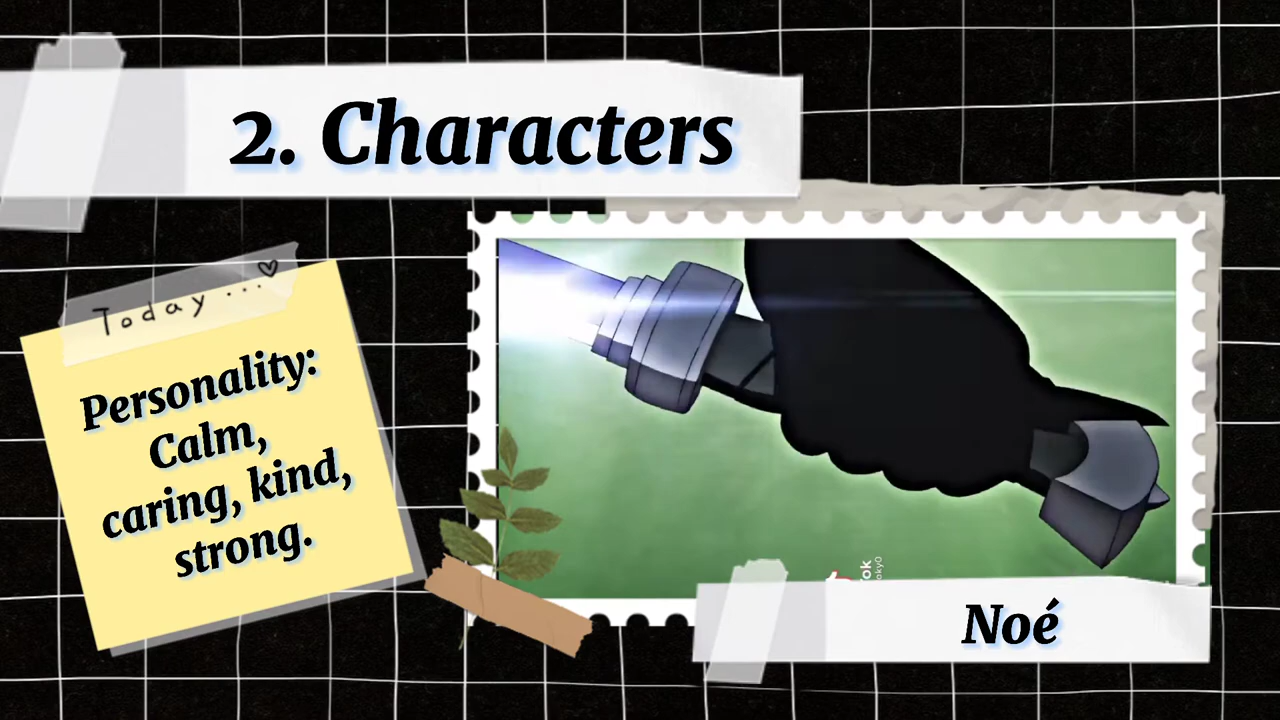 2. Characters
Today ...
Personality:
Calm,
caring, kind,
strong.
Noé